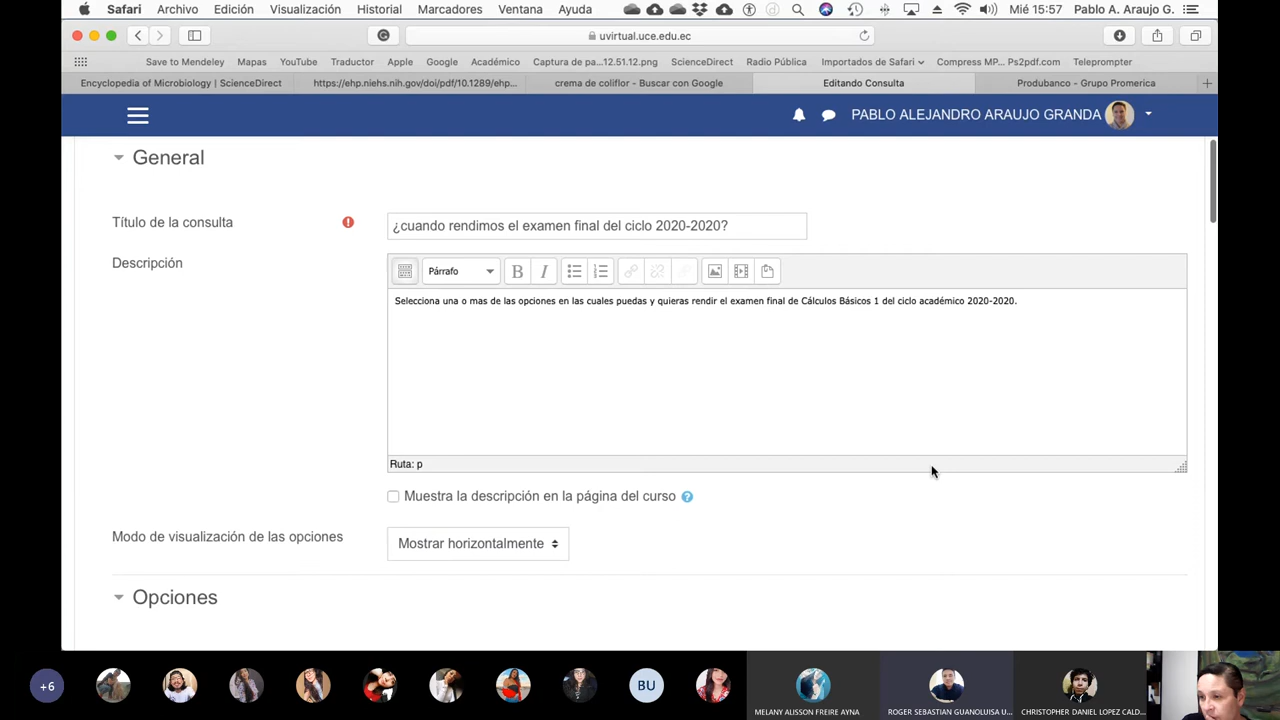 Safari Archivo Edición Visualización Historial Marcadores Ventana Ayuda Mié 15:57 Pablo A. Araujo G.
uvirtual.uce.edu.ec
Save to Mendeley Mapas YouTube Traductor Apple Google Académico Captura de pa...12.51.12.png ScienceDirect Radio Pública Importados de Safari Compress MP... Ps2pdf.com Teleprompter
Encyclopedia of Microbiology | ScienceDirect https://ehp.niehs.nih.gov/doi/pdf/10.1289/ehp... crema de coliflor - Buscar con Google Editando Consulta Produbanco - Grupo Promerica
PABLO ALEJANDRO ARAUJO GRANDA
General
Título de la consulta ¿cuando rendimos el examen final del ciclo 2020-2020?
Descripción
Párrafo B I
Selecciona una o mas de las opciones en las cuales puedas y quieras rendir el examen final de Cálculos Básicos 1 del ciclo académico 2020-2020.
Ruta: p
Muestra la descripción en la página del curso
Modo de visualización de las opciones Mostrar horizontalmente
Opciones
+6 BU
MELANY ALISSON FREIRE AYNA ROGER SEBASTIAN GUANOLUISA U... CHRISTOPHER DANIEL LOPEZ CALD...